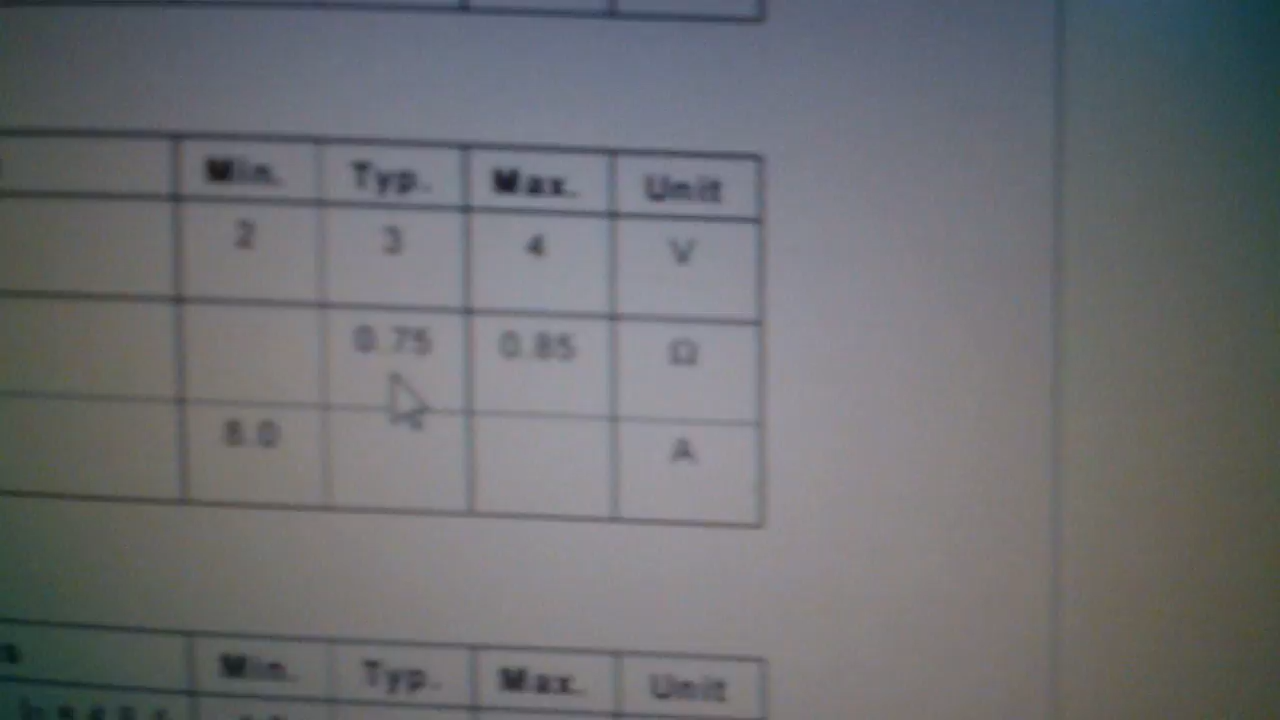 Min. Typ. Max. Unit
2 3 4 V
0.75 0.85 Ω
8.0 A
Min. Typ. Max. Unit